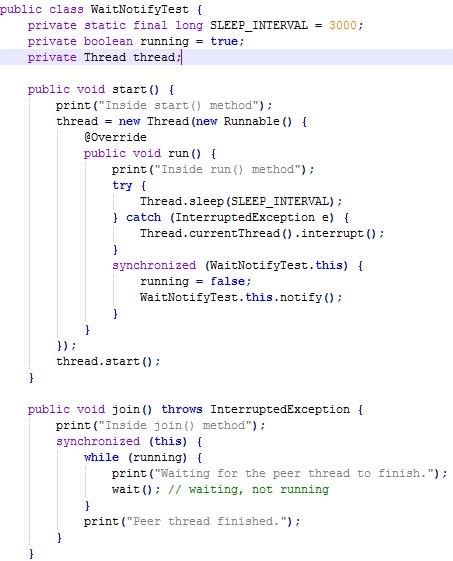 public class WaitNotifyTest {
    private static final long SLEEP_INTERVAL = 3000;
    private boolean running = true;
    private Thread thread;

    public void start() {
        print("Inside start() method");
        thread = new Thread(new Runnable() {
            @Override
            public void run() {
                print("Inside run() method");
                try {
                    Thread.sleep(SLEEP_INTERVAL);
                } catch (InterruptedException e) {
                    Thread.currentThread().interrupt();
                }
                synchronized (WaitNotifyTest.this) {
                    running = false;
                    WaitNotifyTest.this.notify();
                }
            }
        });
        thread.start();
    }

    public void join() throws InterruptedException {
        print("Inside join() method");
        synchronized (this) {
            while (running) {
                print("Waiting for the peer thread to finish.");
                wait(); // waiting, not running
            }
            print("Peer thread finished.");
        }
    }